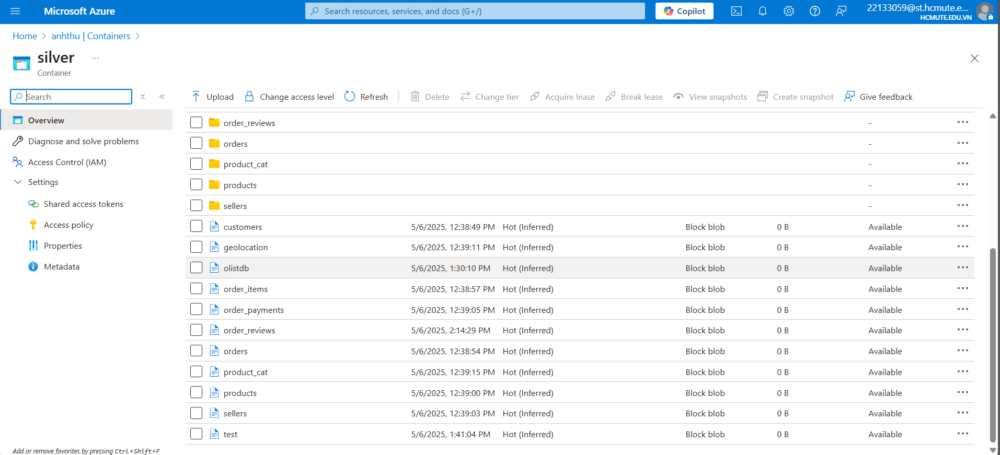 Microsoft Azure
Search resources, services, and docs (G+/)
Copilot
22133059@st.hcmute.e...
HCMUTE.EDU.VN
Home > anhthu | Containers >
silver ...
Container
Search
Upload Change access level Refresh Delete Change tier Acquire lease Break lease View snapshots Create snapshot Give feedback
Overview
Diagnose and solve problems
Access Control (IAM)
Settings
Shared access tokens
Access policy
Properties
Metadata
Add or remove favorites by pressing Ctrl+Shift+F
order_reviews -
orders -
product_cat -
products -
sellers -
customers 5/6/2025, 12:38:49 PM Hot (Inferred) Block blob 0 B Available
geolocation 5/6/2025, 12:39:11 PM Hot (Inferred) Block blob 0 B Available
olistdb 5/6/2025, 1:30:10 PM Hot (Inferred) Block blob 0 B Available
order_items 5/6/2025, 12:38:57 PM Hot (Inferred) Block blob 0 B Available
order_payments 5/6/2025, 12:39:05 PM Hot (Inferred) Block blob 0 B Available
order_reviews 5/6/2025, 2:14:29 PM Hot (Inferred) Block blob 0 B Available
orders 5/6/2025, 12:38:54 PM Hot (Inferred) Block blob 0 B Available
product_cat 5/6/2025, 12:39:15 PM Hot (Inferred) Block blob 0 B Available
products 5/6/2025, 12:39:00 PM Hot (Inferred) Block blob 0 B Available
sellers 5/6/2025, 12:39:03 PM Hot (Inferred) Block blob 0 B Available
test 5/6/2025, 1:41:04 PM Hot (Inferred) Block blob 0 B Available